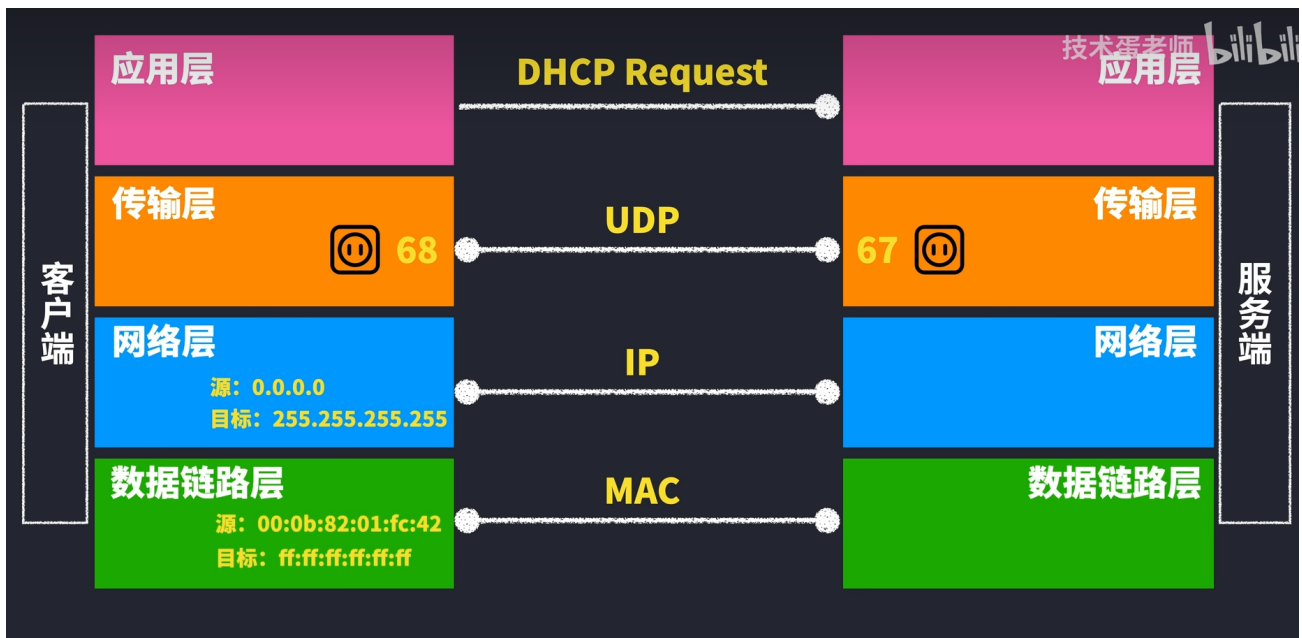 技术蛋老师 bilibili
应用层
DHCP Request
应用层
传输层
68
UDP
67
传输层
客户端
服务端
网络层
源：0.0.0.0
目标：255.255.255.255
IP
网络层
数据链路层
源：00:0b:82:01:fc:42
目标：ff:ff:ff:ff:ff:ff
MAC
数据链路层